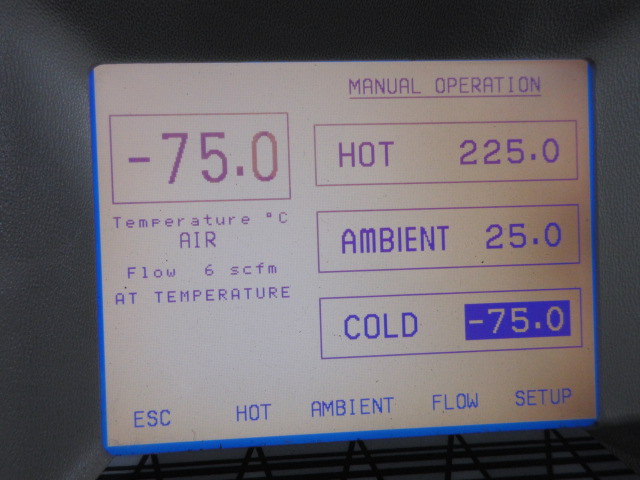 MANUAL OPERATION
-75.0
Temperature °C
AIR
Flow 6 scfm
AT TEMPERATURE
HOT 225.0
AMBIENT 25.0
COLD -75.0
ESC HOT AMBIENT FLOW SETUP